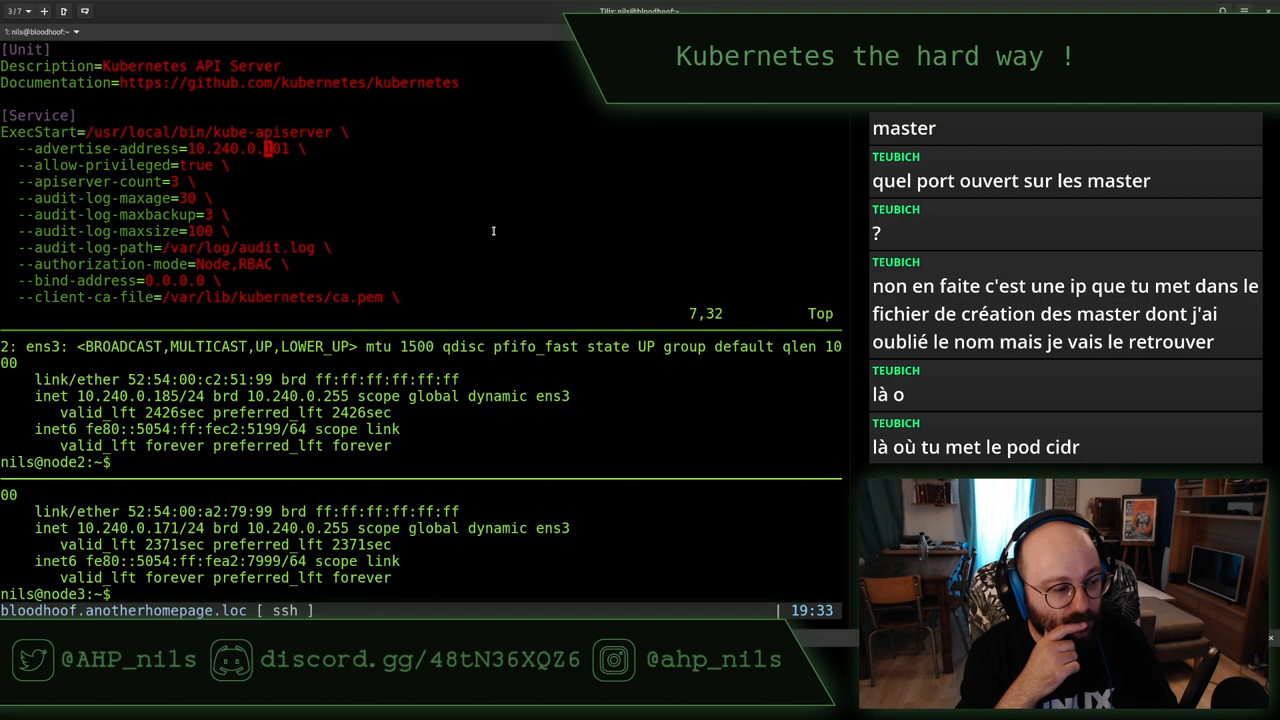 3/7
Tilix: nils@bloodhoof:~
1: nils@bloodhoof:~
Kubernetes the hard way !
[Unit]
Description=Kubernetes API Server
Documentation=https://github.com/kubernetes/kubernetes
[Service]
ExecStart=/usr/local/bin/kube-apiserver \
--advertise-address=10.240.0.101 \
--allow-privileged=true \
--apiserver-count=3 \
--audit-log-maxage=30 \
--audit-log-maxbackup=3 \
--audit-log-maxsize=100 \
--audit-log-path=/var/log/audit.log \
--authorization-mode=Node,RBAC \
--bind-address=0.0.0.0 \
--client-ca-file=/var/lib/kubernetes/ca.pem \
7,32 Top
2: ens3: <BROADCAST,MULTICAST,UP,LOWER_UP> mtu 1500 qdisc pfifo_fast state UP group default qlen 10
00
link/ether 52:54:00:c2:51:99 brd ff:ff:ff:ff:ff:ff
inet 10.240.0.185/24 brd 10.240.0.255 scope global dynamic ens3
valid_lft 2426sec preferred_lft 2426sec
inet6 fe80::5054:ff:fec2:5199/64 scope link
valid_lft forever preferred_lft forever
nils@node2:~$
00
link/ether 52:54:00:a2:79:99 brd ff:ff:ff:ff:ff:ff
inet 10.240.0.171/24 brd 10.240.0.255 scope global dynamic ens3
valid_lft 2371sec preferred_lft 2371sec
inet6 fe80::5054:ff:fea2:7999/64 scope link
valid_lft forever preferred_lft forever
nils@node3:~$
bloodhoof.anotherhomepage.loc [ ssh ] | 19:33
master
TEUBICH
quel port ouvert sur les master
TEUBICH
?
TEUBICH
non en faite c'est une ip que tu met dans le
fichier de création des master dont j'ai
oublié le nom mais je vais le retrouver
TEUBICH
là o
TEUBICH
là où tu met le pod cidr
@AHP_nils
discord.gg/48tN36XQZ6
@ahp_nils